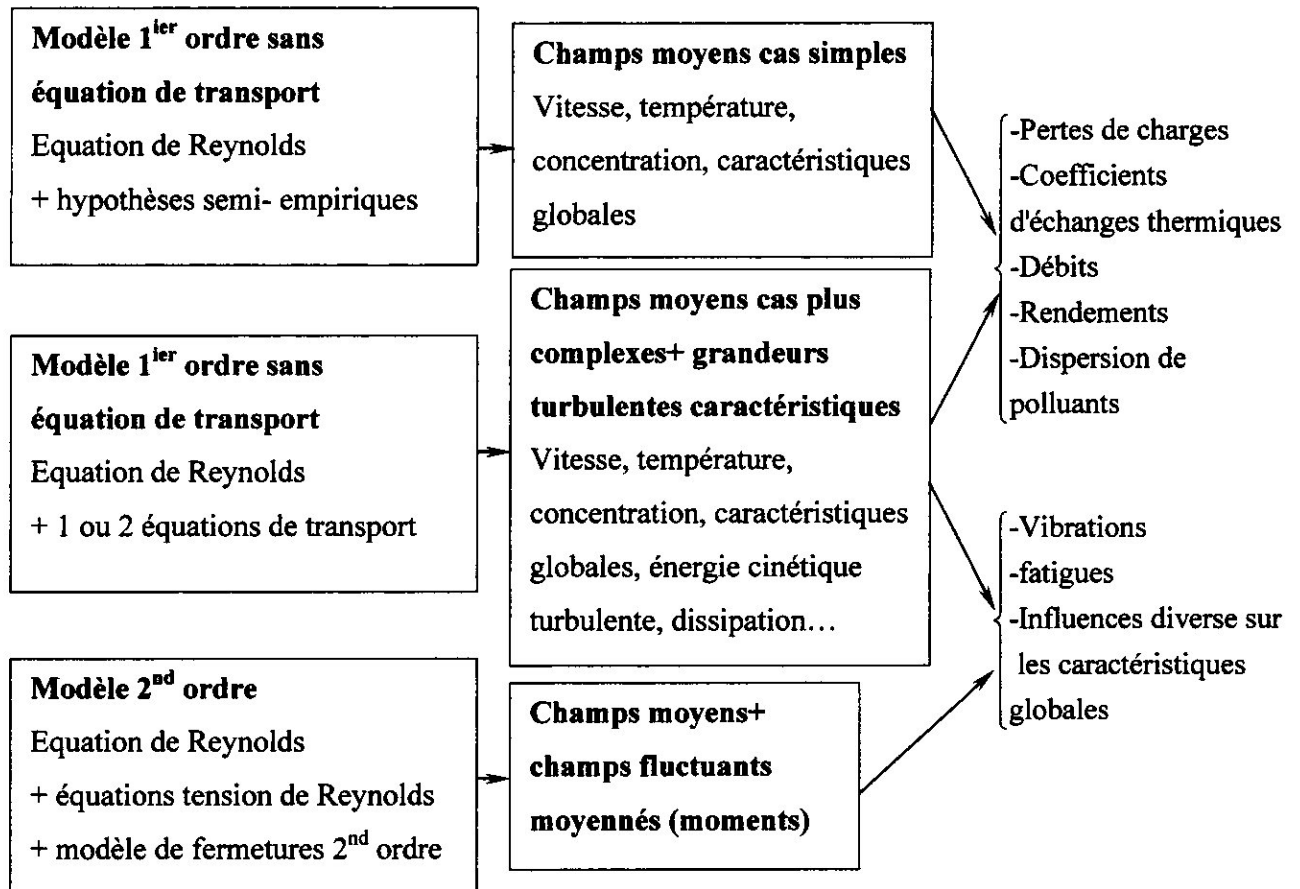 Modèle 1ier ordre sans
équation de transport
Equation de Reynolds
+ hypothèses semi- empiriques
Champs moyens cas simples
Vitesse, température,
concentration, caractéristiques
globales
-Pertes de charges
-Coefficients
d'échanges thermiques
-Débits
-Rendements
-Dispersion de
polluants
Modèle 1ier ordre sans
équation de transport
Equation de Reynolds
+ 1 ou 2 équations de transport
Champs moyens cas plus
complexes+ grandeurs
turbulentes caractéristiques
Vitesse, température,
concentration, caractéristiques
globales, énergie cinétique
turbulente, dissipation…
-Vibrations
-fatigues
-Influences diverse sur
les caractéristiques
globales
Modèle 2nd ordre
Equation de Reynolds
+ équations tension de Reynolds
+ modèle de fermetures 2nd ordre
Champs moyens+
champs fluctuants
moyennés (moments)